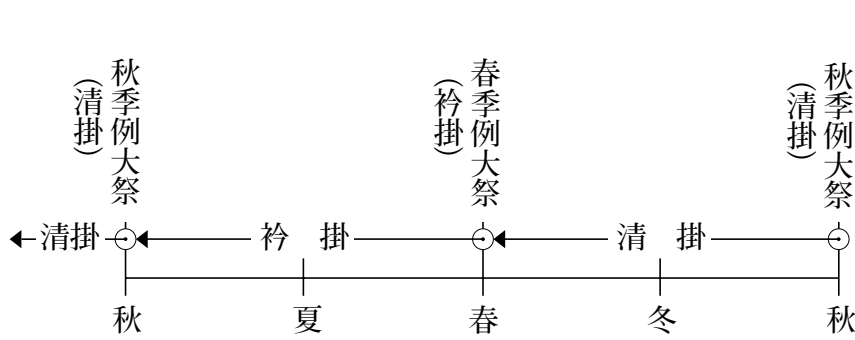 秋季例大祭
（清掛）
春季例大祭
（衿掛）
秋季例大祭
（清掛）
清　掛
衿　掛
清掛
秋
冬
春
夏
秋